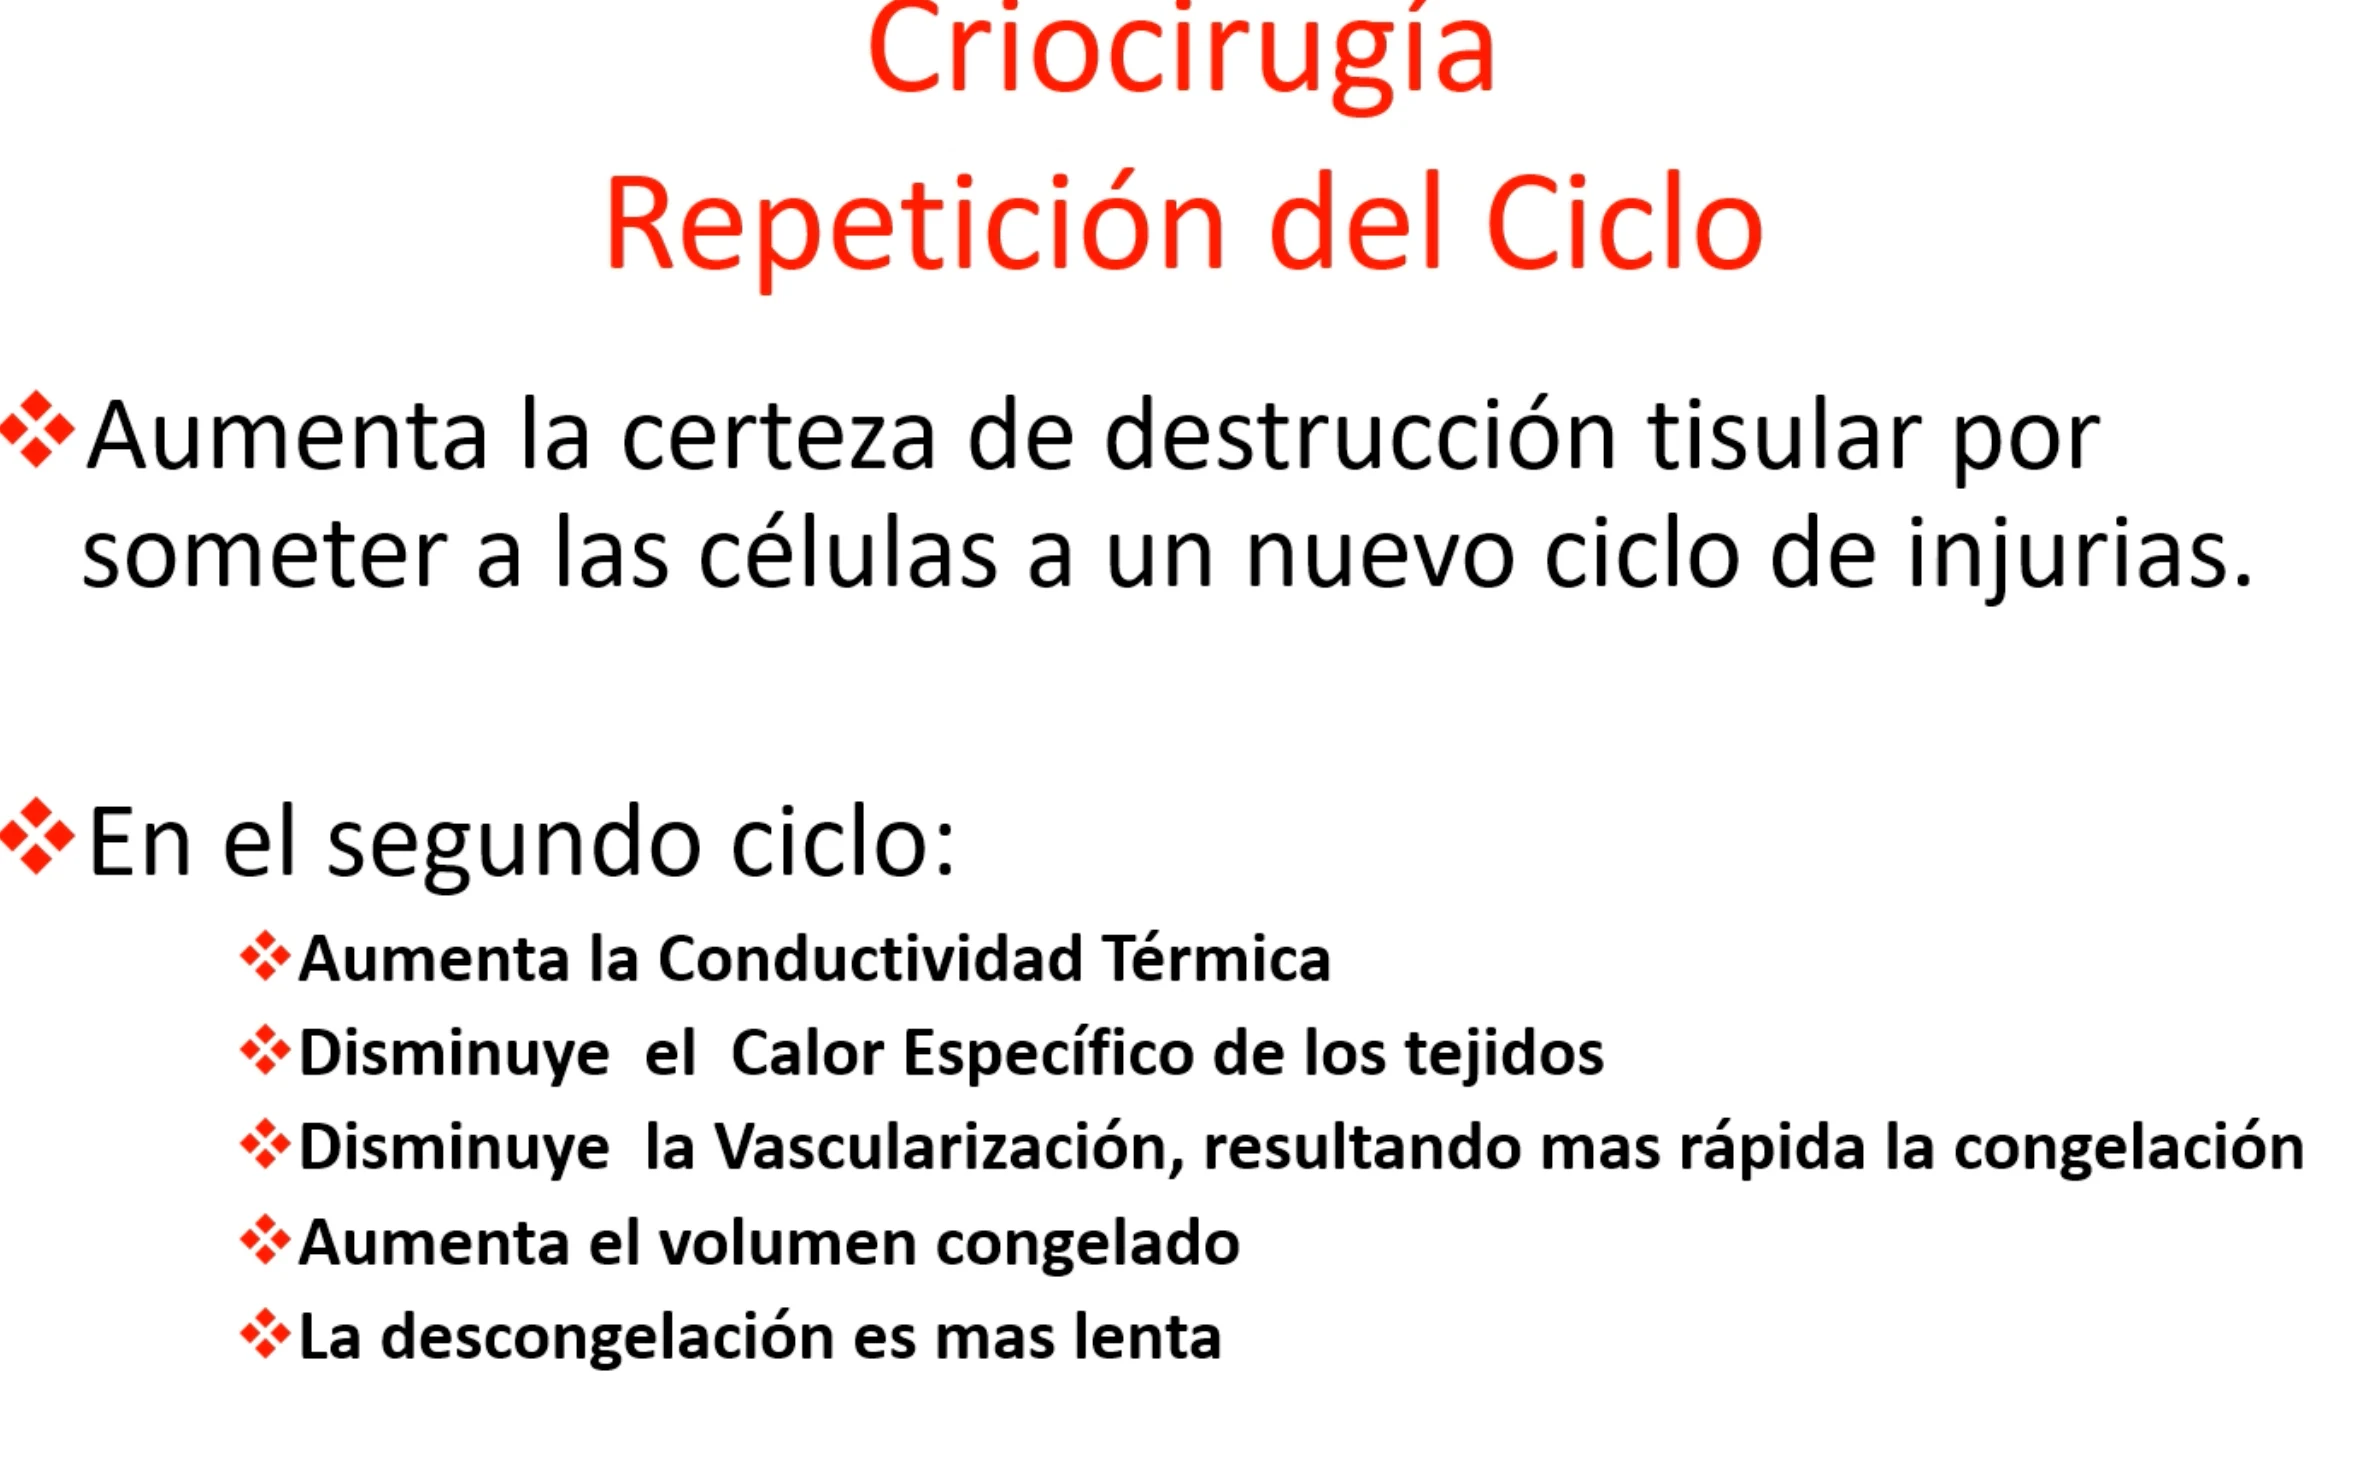 Criocirugía
Repetición del Ciclo
❖Aumenta la certeza de destrucción tisular por
someter a las células a un nuevo ciclo de injurias.
❖En el segundo ciclo:
❖Aumenta la Conductividad Térmica
❖Disminuye  el  Calor Específico de los tejidos
❖Disminuye  la Vascularización, resultando mas rápida la congelación
❖Aumenta el volumen congelado
❖La descongelación es mas lenta